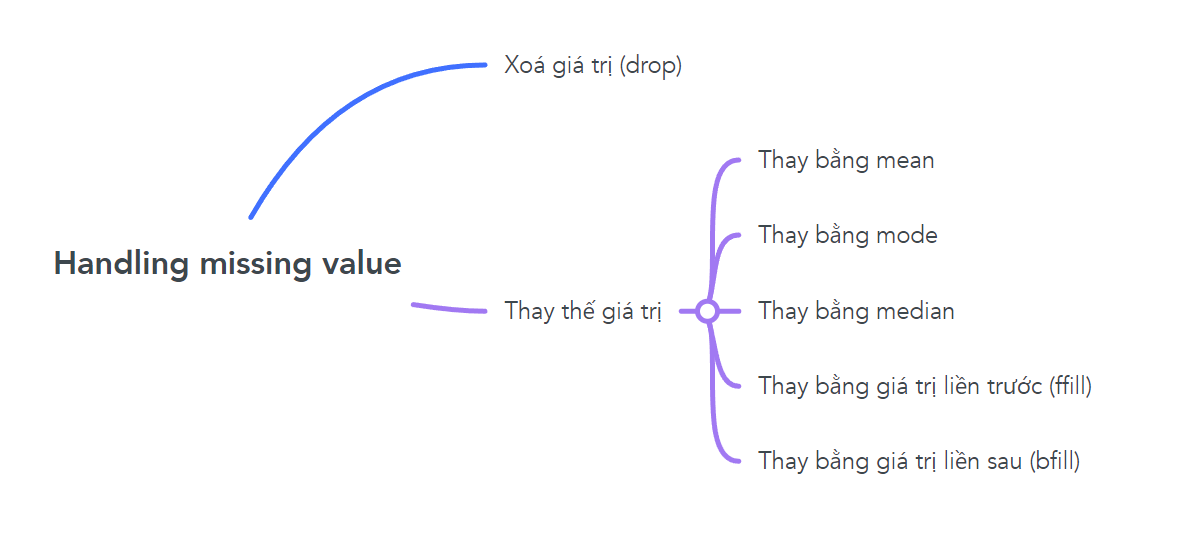 Xoá giá trị (drop)
Handling missing value
Thay thế giá trị
Thay bằng mean
Thay bằng mode
Thay bằng median
Thay bằng giá trị liền trước (ffill)
Thay bằng giá trị liền sau (bfill)